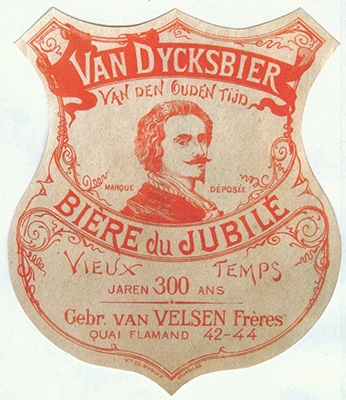 VAN DYCKSBIER
VAN DEN OUDEN TIJD
MARQUE DÉPOSÉE
BIÈRE du JUBILÉ
VIEUX TEMPS
JAREN 300 ANS
Gebr. VAN VELSEN Frères
QUAI FLAMAND 42-44
BRUXELLES